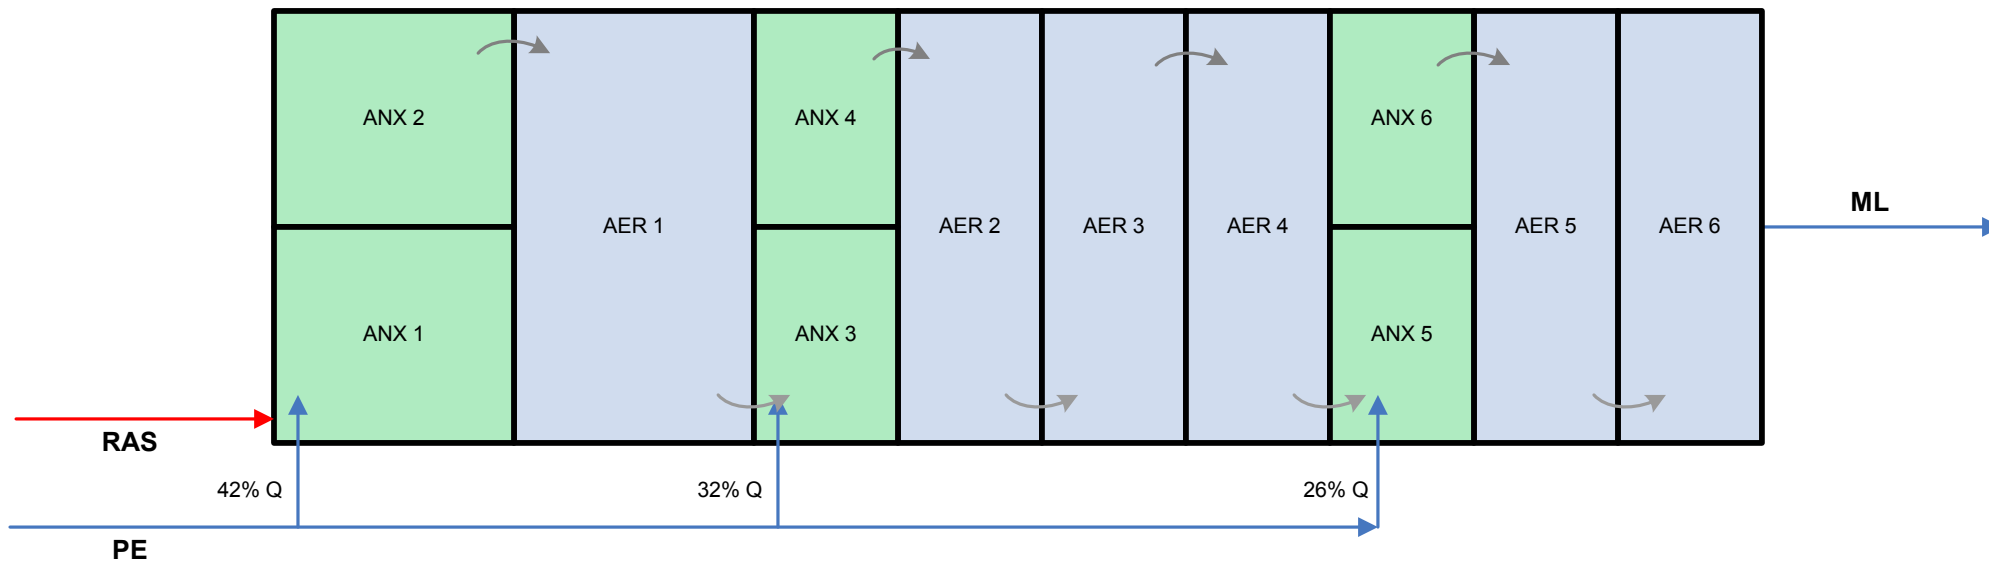 ANX 2
ANX 4
ANX 6
AER 1
AER 2
AER 3
AER 4
AER 5
AER 6
ML
ANX 1
ANX 3
ANX 5
RAS
42% Q
32% Q
26% Q
PE